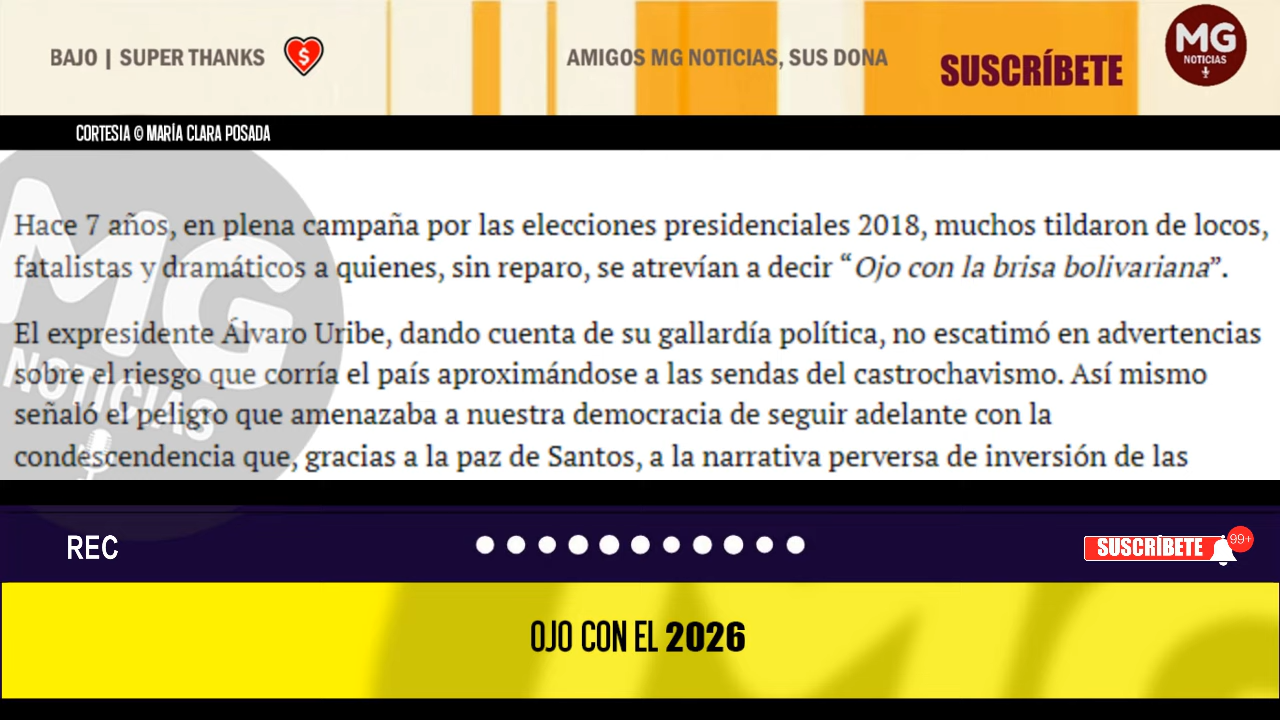 BAJO | SUPER THANKS
AMIGOS MG NOTICIAS, SUS DONA
SUSCRÍBETE
MG
NOTICIAS
CORTESIA © MARÍA CLARA POSADA
Hace 7 años, en plena campaña por las elecciones presidenciales 2018, muchos tildaron de locos,
fatalistas y dramáticos a quienes, sin reparo, se atrevían a decir “Ojo con la brisa bolivariana”.
El expresidente Álvaro Uribe, dando cuenta de su gallardía política, no escatimó en advertencias
sobre el riesgo que corría el país aproximándose a las sendas del castrochavismo. Así mismo
señaló el peligro que amenazaba a nuestra democracia de seguir adelante con la
condescendencia que, gracias a la paz de Santos, a la narrativa perversa de inversión de las
MG
NOTICIAS
REC
SUSCRÍBETE
99+
OJO CON EL 2026